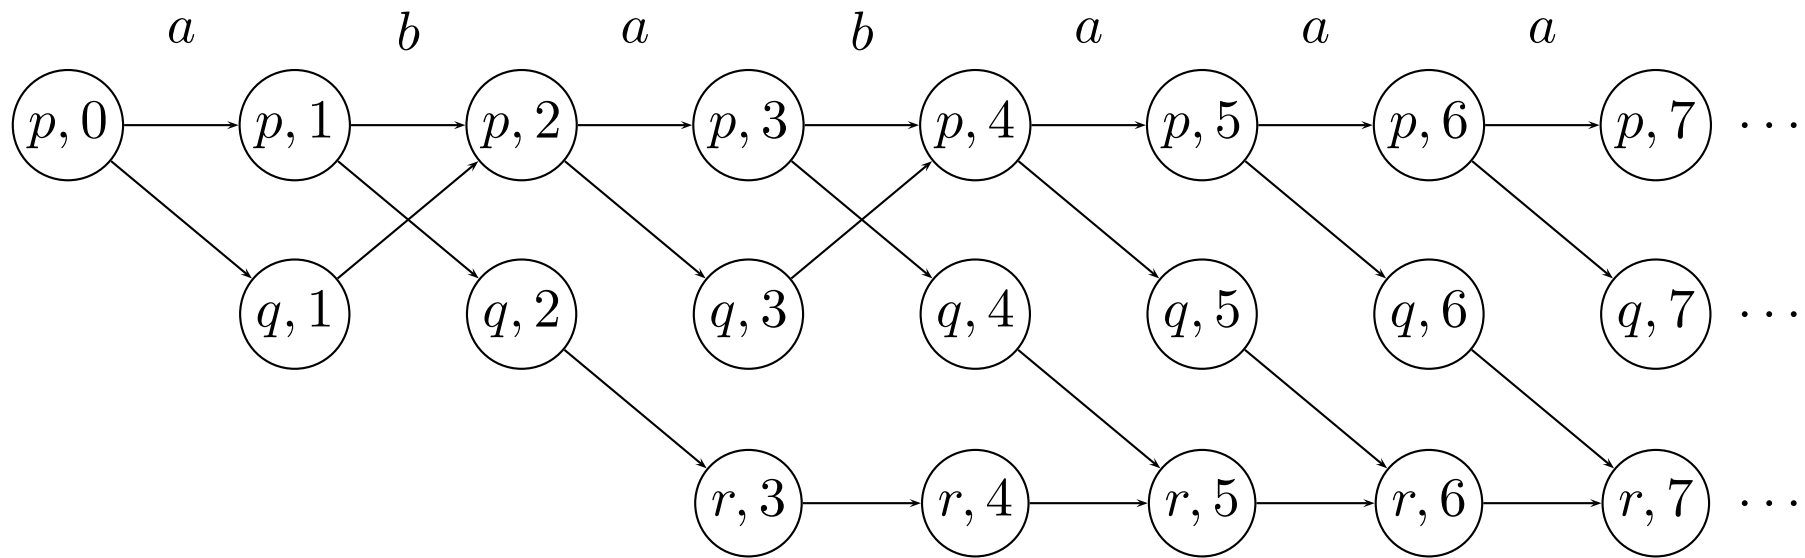 a b a b a a a
p, 0 p, 1 p, 2 p, 3 p, 4 p, 5 p, 6 p, 7 ...
q, 1 q, 2 q, 3 q, 4 q, 5 q, 6 q, 7 ...
r, 3 r, 4 r, 5 r, 6 r, 7 ...